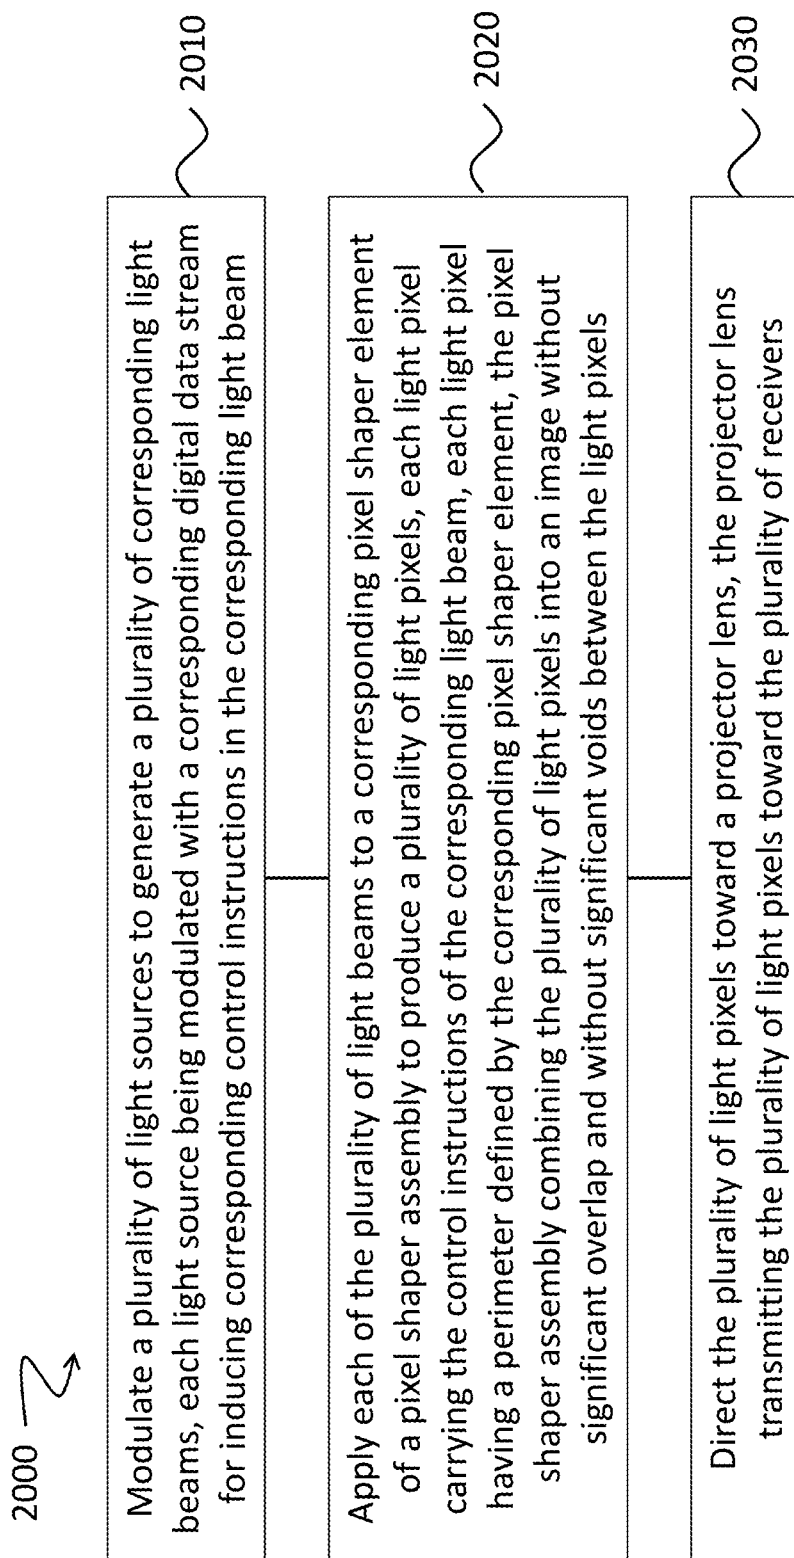 2000
Modulate a plurality of light sources to generate a plurality of corresponding light
beams, each light source being modulated with a corresponding digital data stream
for inducing corresponding control instructions in the corresponding light beam
2010
Apply each of the plurality of light beams to a corresponding pixel shaper element
of a pixel shaper assembly to produce a plurality of light pixels, each light pixel
carrying the control instructions of the corresponding light beam, each light pixel
having a perimeter defined by the corresponding pixel shaper element, the pixel
shaper assembly combining the plurality of light pixels into an image without
significant overlap and without significant voids between the light pixels
2020
Direct the plurality of light pixels toward a projector lens, the projector lens
transmitting the plurality of light pixels toward the plurality of receivers
2030